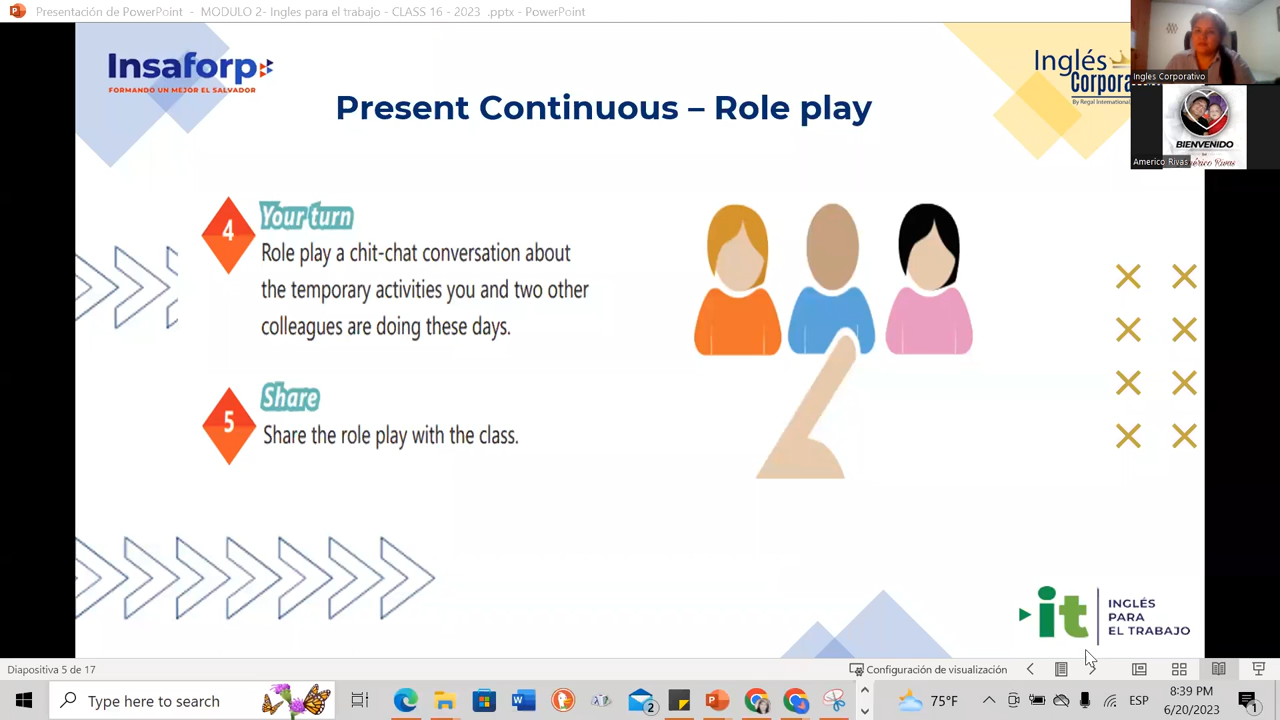 Presentación de PowerPoint - MODULO 2- Ingles para el trabajo - CLASS 16 - 2023 .pptx - PowerPoint
Insaforp
FORMANDO UN MEJOR EL SALVADOR
Present Continuous – Role play
Inglés
By Regal International
Ingles Corporativo
BIENVENIDO
Américo Rivas
Americo Rivas
4
Your turn
Role play a chit-chat conversation about
the temporary activities you and two other
colleagues are doing these days.
5
Share
Share the role play with the class.
it
INGLÉS
PARA
EL TRABAJO
Diapositiva 5 de 17
Configuración de visualización
Type here to search
2
75°F
ESP
8:39 PM
6/20/2023
1